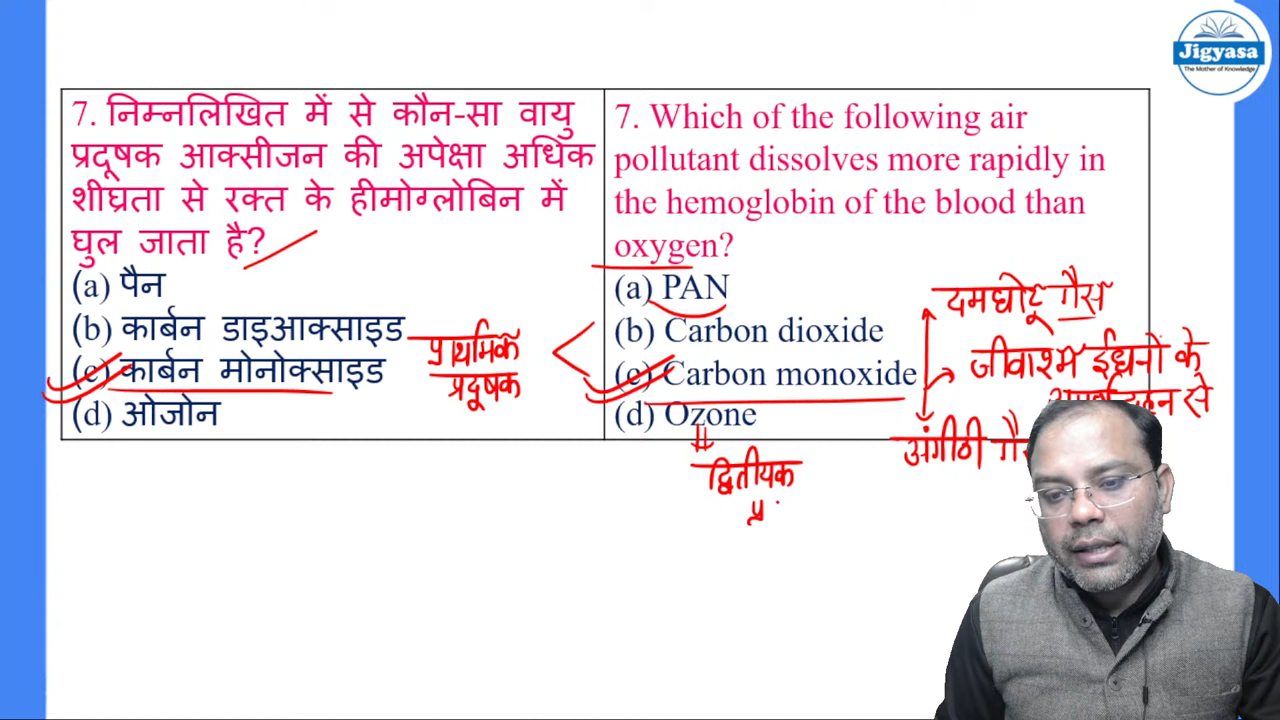 Jigyasa
The Mother of Knowledge
7. निम्नलिखित में से कौन-सा वायु
प्रदूषक आक्सीजन की अपेक्षा अधिक
शीघ्रता से रक्त के हीमोग्लोबिन में
घुल जाता है?
(a) पैन
(b) कार्बन डाइआक्साइड
(c) कार्बन मोनोक्साइड
(d) ओजोन
प्राथमिक
प्रदूषक
7. Which of the following air
pollutant dissolves more rapidly in
the hemoglobin of the blood than
oxygen?
(a) PAN
(b) Carbon dioxide
(c) Carbon monoxide
(d) Ozone
द्वितीयक
प्र
दमघोटू गैस
जीवाश्म ईंधनों के
से
अंगीठी